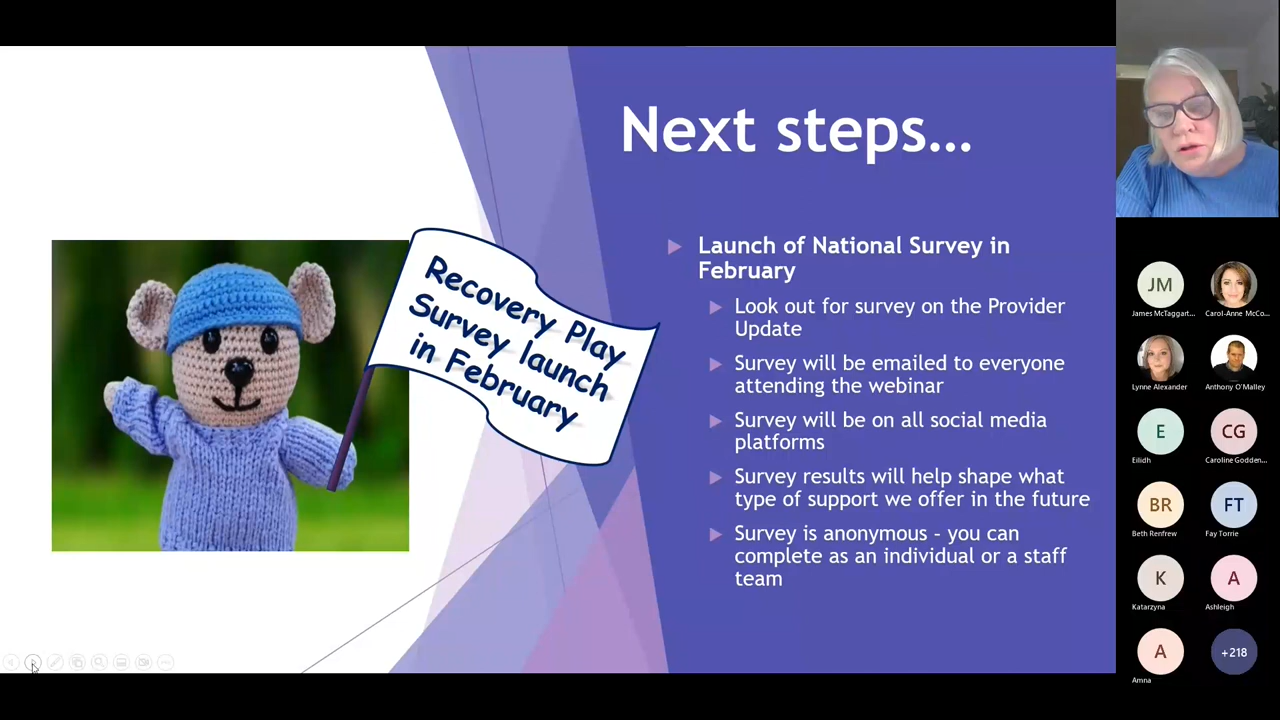 Next steps...
Recovery Play
Survey launch
in February
Launch of National Survey in
February
Look out for survey on the Provider
Update
Survey will be emailed to everyone
attending the webinar
Survey will be on all social media
platforms
Survey results will help shape what
type of support we offer in the future
Survey is anonymous – you can
complete as an individual or a staff
team
JM
James McTaggart...
Carol-Anne McCo...
Lynne Alexander
Anthony O'Malley
E
Eilidh
CG
Caroline Godden...
BR
Beth Renfrew
FT
Fay Torrie
K
Katarzyna
A
Ashleigh
A
Amna
+218